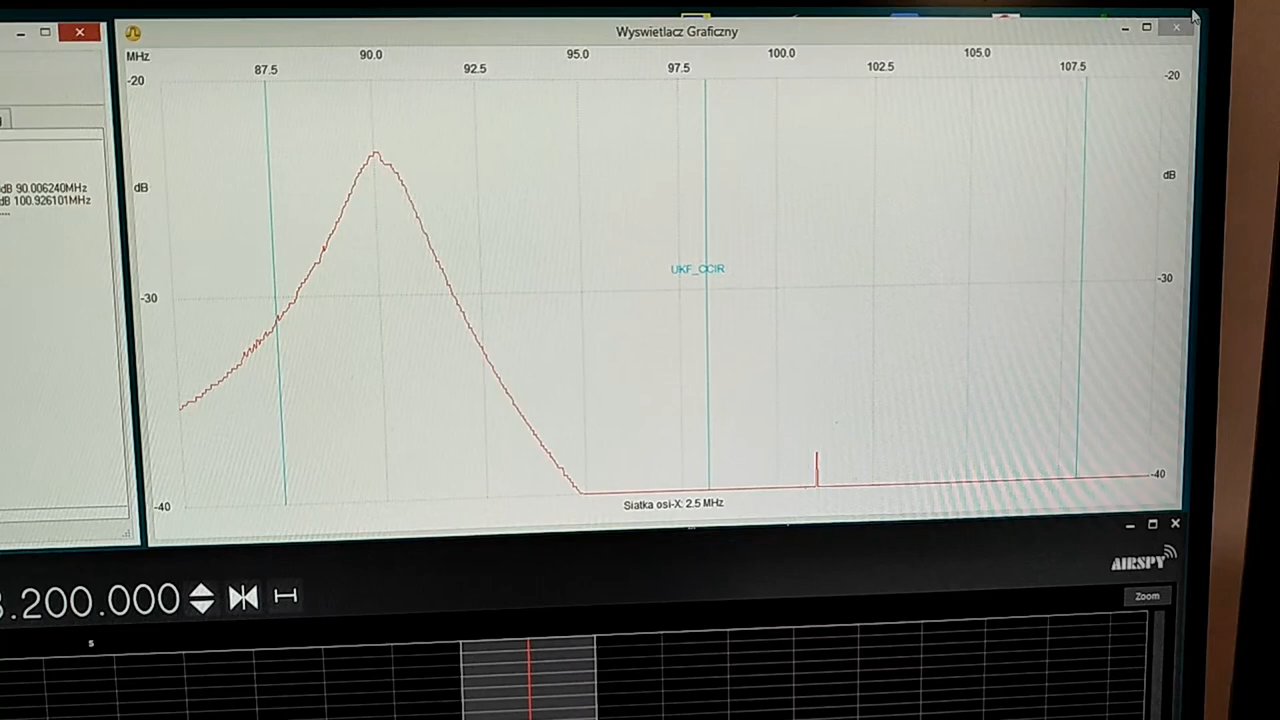 Wyswietlacz Graficzny
MHz
87.5 90.0 92.5 95.0 97.5 100.0 102.5 105.0 107.5
-20 -20
dB dB
dB 90.006240MHz
dB 100.926101MHz
----
UKF_CCIR
-30 -30
-40 -40
Siatka osi-X: 2.5 MHz
AIRSPY
.200.000
Zoom
s